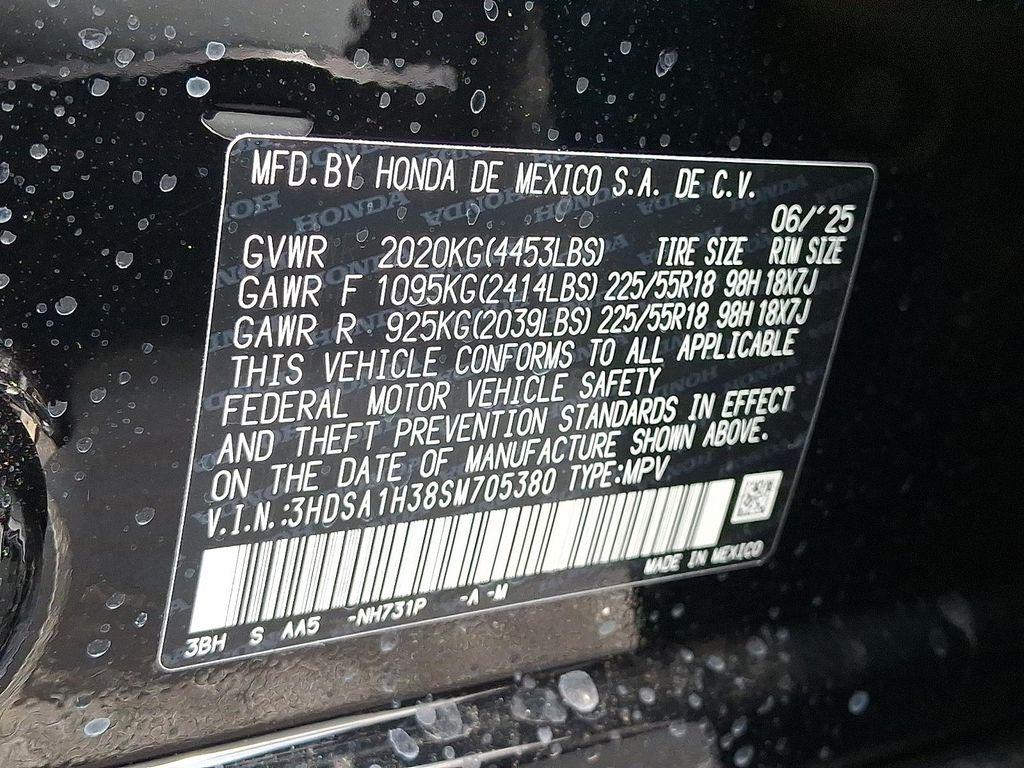 MFD.BY HONDA DE MEXICO S.A. DE C.V.
06/'25
GVWR 2020KG(4453LBS) TIRE SIZE RIM SIZE
GAWR F 1095KG(2414LBS) 225/55R18 98H 18X7J
GAWR R 925KG(2039LBS) 225/55R18 98H 18X7J
THIS VEHICLE CONFORMS TO ALL APPLICABLE
FEDERAL MOTOR VEHICLE SAFETY
AND THEFT PREVENTION STANDARDS IN EFFECT
ON THE DATE OF MANUFACTURE SHOWN ABOVE.
V.I.N.:3HDSA1H38SM705380 TYPE:MPV
MADE IN MEXICO
3BH S AA5 -NH731P -A -M